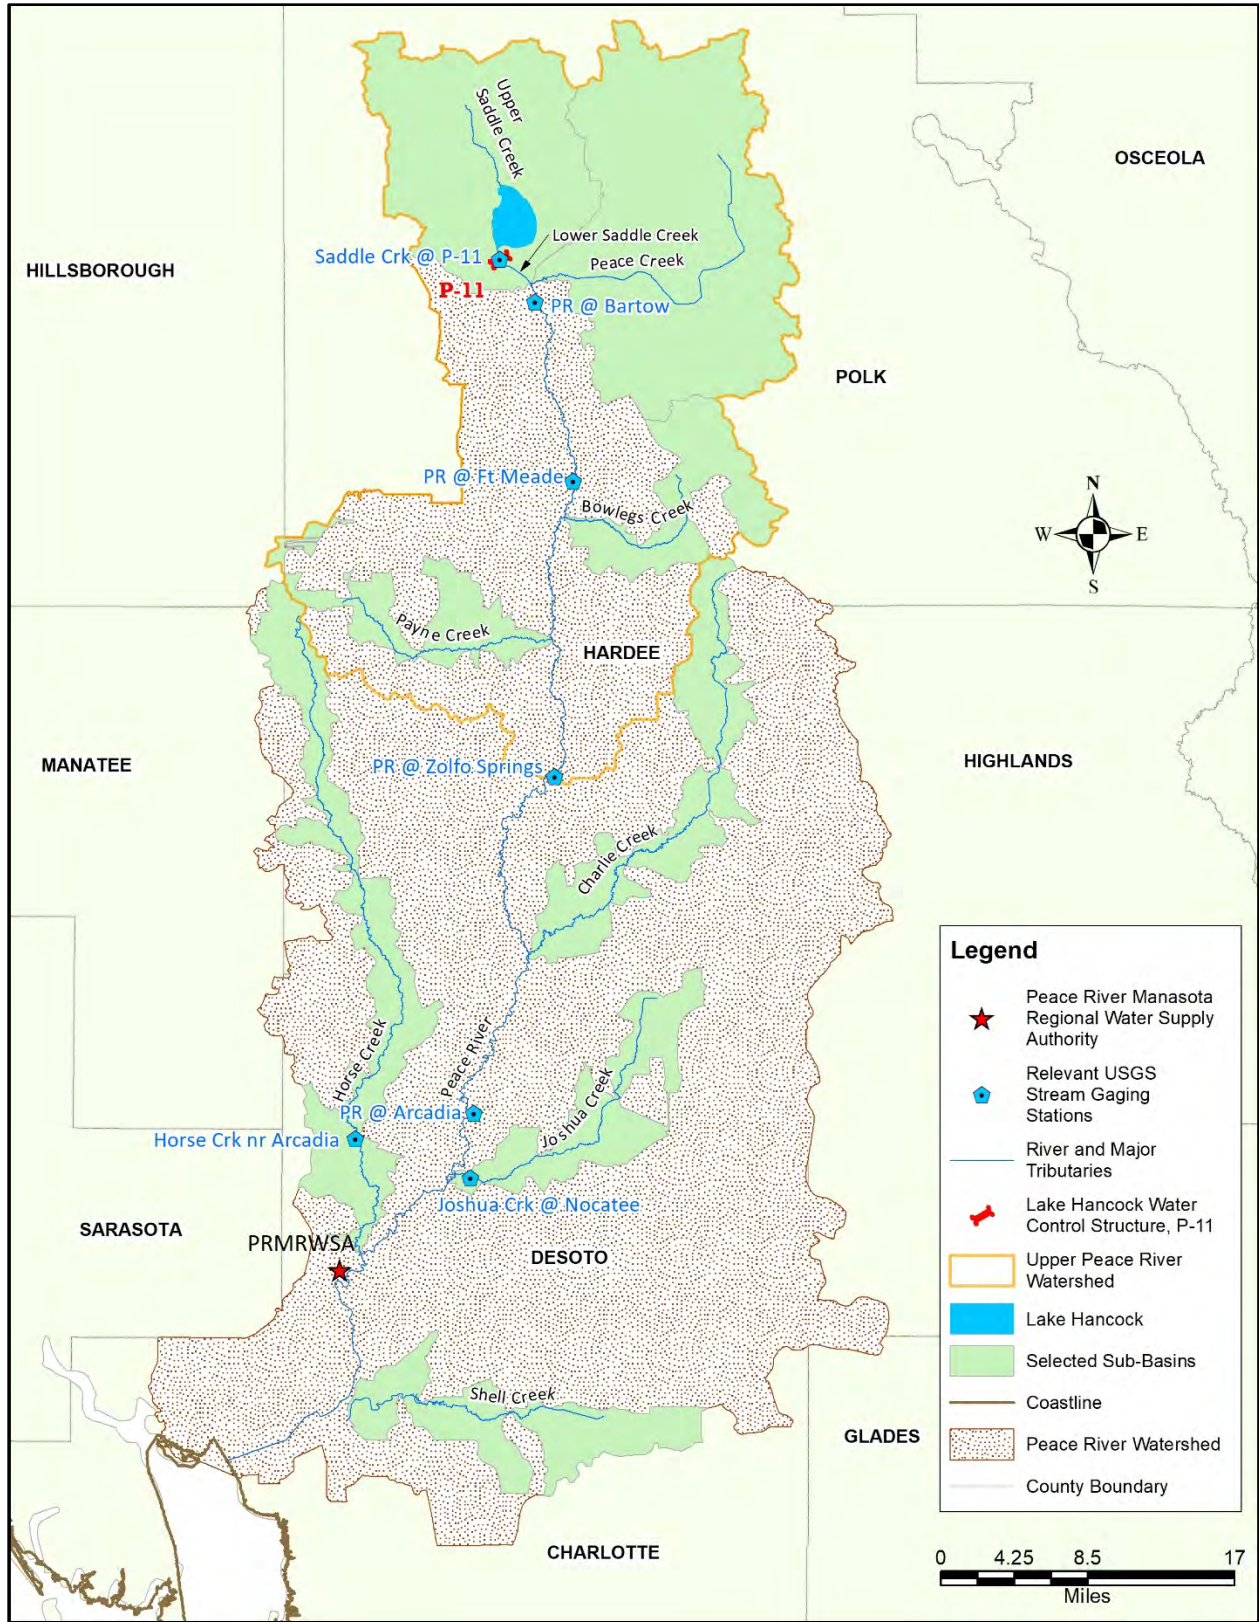 Upper
Saddle Creek
OSCEOLA
HILLSBOROUGH
Saddle Crk @ P-11
Lower Saddle Creek
Peace Creek
P-11
PR @ Bartow
POLK
PR @ Ft Meade
Bowlegs Creek
N
W
E
S
Payne Creek
HARDEE
MANATEE
PR @ Zolfo Springs
HIGHLANDS
Charlie Creek
Horse Creek
Peace River
PR @ Arcadia
Joshua Creek
Horse Crk nr Arcadia
Joshua Crk @ Nocatee
SARASOTA
PRMRWSA
DESOTO
Shell Creek
GLADES
CHARLOTTE
Legend
Peace River Manasota
Regional Water Supply
Authority
Relevant USGS
Stream Gaging
Stations
River and Major
Tributaries
Lake Hancock Water
Control Structure, P-11
Upper Peace River
Watershed
Lake Hancock
Selected Sub-Basins
Coastline
Peace River Watershed
County Boundary
0 4.25 8.5 17
Miles